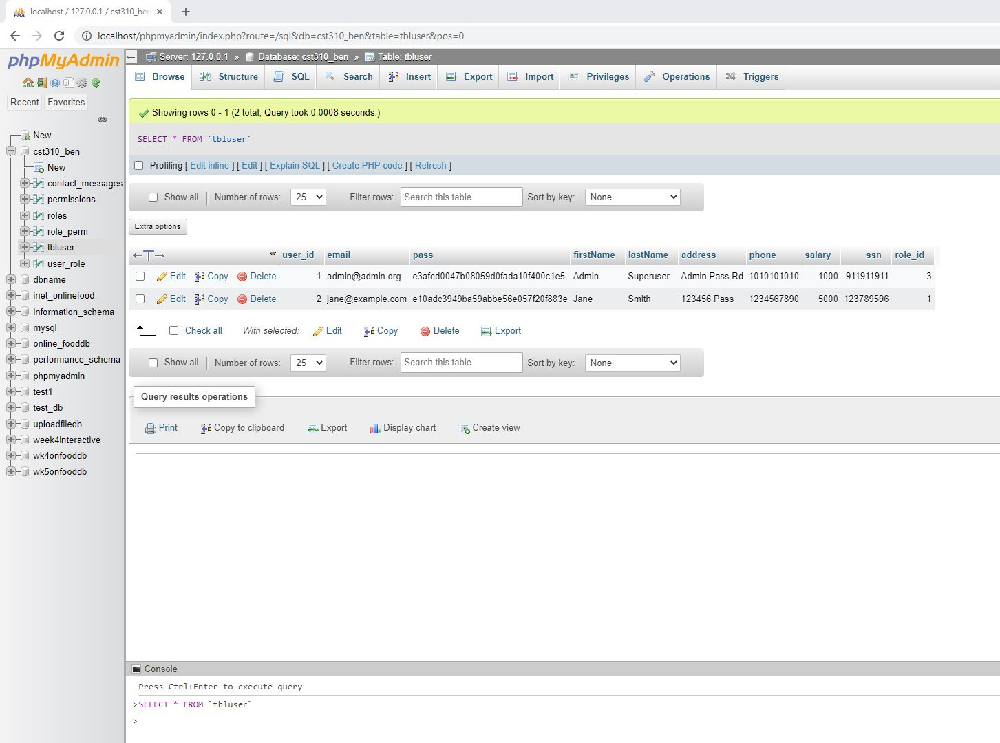 localhost / 127.0.0.1 / cst310_ben
localhost/phpmyadmin/index.php?route=/sql&db=cst310_ben&table=tbluser&pos=0
phpMyAdmin
Recent Favorites
New
cst310_ben
New
contact_messages
permissions
roles
role_perm
tbluser
user_role
dbname
inet_onlinefood
information_schema
mysql
online_fooddb
performance_schema
phpmyadmin
test1
test_db
uploadfiledb
week4interactive
wk4onfooddb
wk5onfooddb
Server: 127.0.0.1 » Database: cst310_ben » Table: tbluser
Browse Structure SQL Search Insert Export Import Privileges Operations Triggers
Showing rows 0 - 1 (2 total, Query took 0.0008 seconds.)
SELECT * FROM `tbluser`
Profiling [ Edit inline ] [ Edit ] [ Explain SQL ] [ Create PHP code ] [ Refresh ]
Show all | Number of rows: 25 Filter rows: Search this table Sort by key: None
Extra options
←T→ user_id email pass firstName lastName address phone salary ssn role_id
Edit Copy Delete 1 admin@admin.org e3afed0047b08059d0fada10f400c1e5 Admin Superuser Admin Pass Rd 1010101010 1000 911911911 3
Edit Copy Delete 2 jane@example.com e10adc3949ba59abbe56e057f20f883e Jane Smith 123456 Pass 1234567890 5000 123789596 1
Check all With selected: Edit Copy Delete Export
Show all | Number of rows: 25 Filter rows: Search this table Sort by key: None
Query results operations
Print Copy to clipboard Export Display chart Create view
Console
Press Ctrl+Enter to execute query
>SELECT * FROM `tbluser`
>